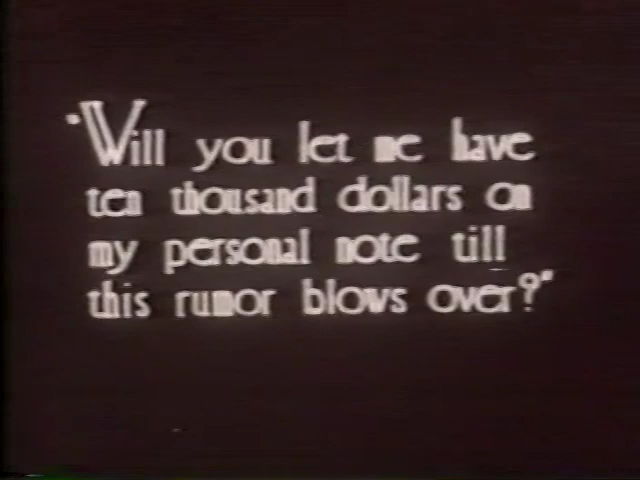 "Will you let me have
ten thousand dollars on
my personal note till
this rumor blows over?"